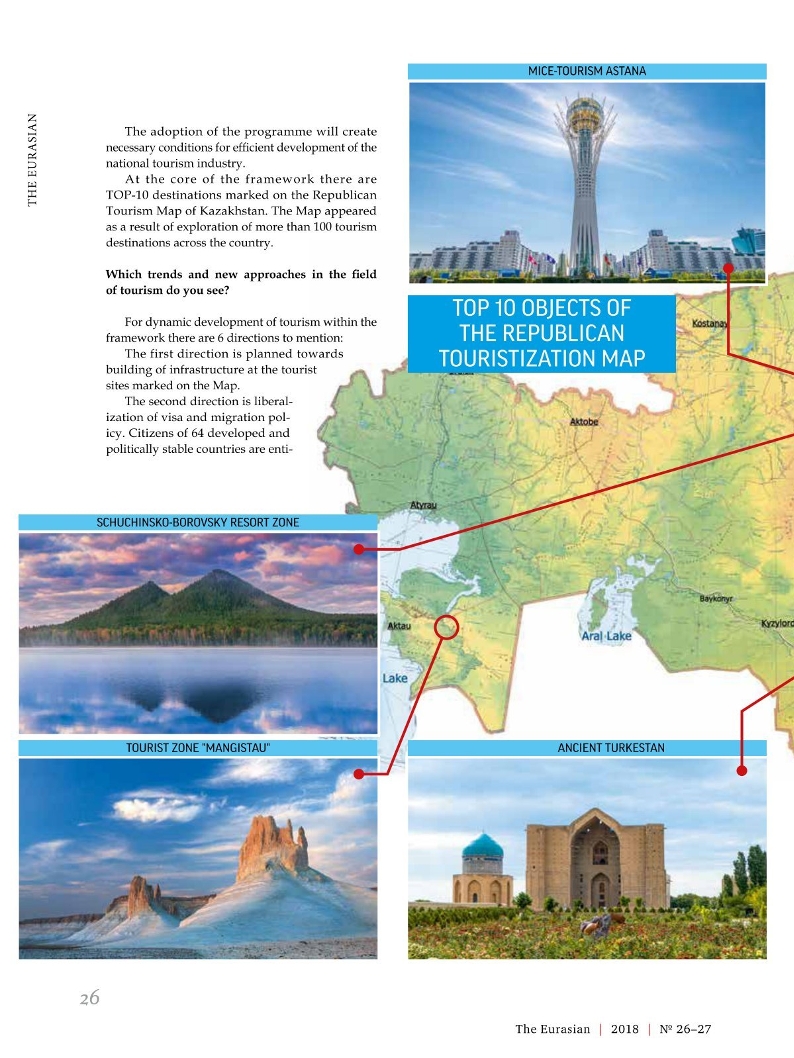 THE EURASIAN
The adoption of the programme will create
necessary conditions for efficient development of the
national tourism industry.
At the core of the framework there are
TOP-10 destinations marked on the Republican
Tourism Map of Kazakhstan. The Map appeared
as a result of exploration of more than 100 tourism
destinations across the country.
Which trends and new approaches in the field
of tourism do you see?
For dynamic development of tourism within the
framework there are 6 directions to mention:
The first direction is planned towards
building of infrastructure at the tourist
sites marked on the Map.
The second direction is liberal-
ization of visa and migration pol-
icy. Citizens of 64 developed and
politically stable countries are enti-
MICE-TOURISM ASTANA
TOP 10 OBJECTS OF
THE REPUBLICAN
TOURISTIZATION MAP
Kostanay
Aktobe
Atyrau
SCHUCHINSKO-BOROVSKY RESORT ZONE
Aktau
Aral Lake
Baykonyr
Kyzylord
Lake
TOURIST ZONE "MANGISTAU"
ANCIENT TURKESTAN
26
The Eurasian | 2018 | № 26–27